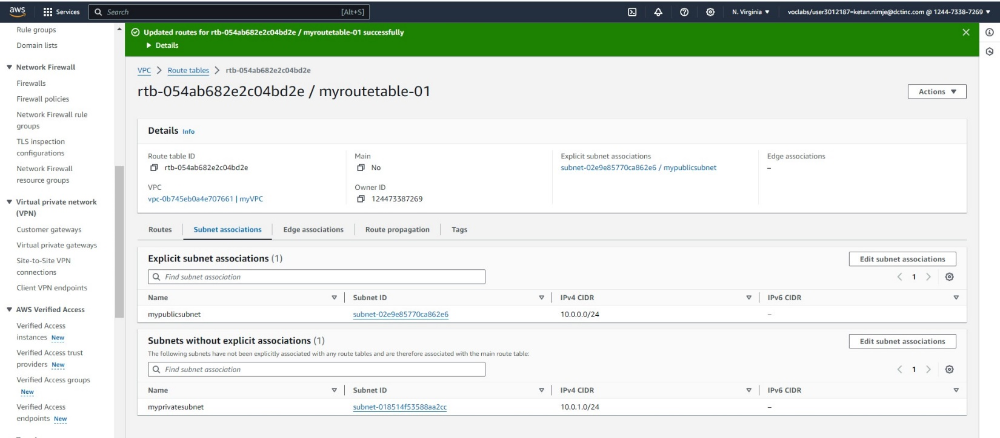 aws
Services
Search
[Alt+S]
N. Virginia
voclabs/user3012187=ketan.nimje@dctinc.com @ 1244-7338-7269
Rule groups
Domain lists
Network Firewall
Firewalls
Firewall policies
Network Firewall rule
groups
TLS inspection
configurations
Network Firewall
resource groups
Virtual private network
(VPN)
Customer gateways
Virtual private gateways
Site-to-Site VPN
connections
Client VPN endpoints
AWS Verified Access
Verified Access
instances New
Verified Access trust
providers New
Verified Access groups
New
Verified Access
endpoints New
Updated routes for rtb-054ab682e2c04bd2e / myroutetable-01 successfully
Details
VPC
Route tables
rtb-054ab682e2c04bd2e
rtb-054ab682e2c04bd2e / myroutetable-01
Actions
Details Info
Route table ID
rtb-054ab682e2c04bd2e
Main
No
Explicit subnet associations
subnet-02e9e85770ca862e6 / mypublicsubnet
Edge associations
–
VPC
vpc-0b745eb0a4e707661 | myVPC
Owner ID
124473387269
Routes
Subnet associations
Edge associations
Route propagation
Tags
Explicit subnet associations (1)
Edit subnet associations
Find subnet association
1
Name
Subnet ID
IPv4 CIDR
IPv6 CIDR
mypublicsubnet
subnet-02e9e85770ca862e6
10.0.0.0/24
–
Subnets without explicit associations (1)
Edit subnet associations
The following subnets have not been explicitly associated with any route tables and are therefore associated with the main route table:
Find subnet association
1
Name
Subnet ID
IPv4 CIDR
IPv6 CIDR
myprivatesubnet
subnet-018514f53588aa2cc
10.0.1.0/24
–